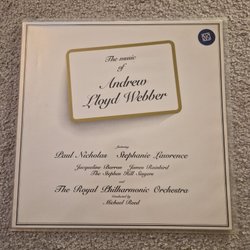 The music
of
Andrew
Lloyd Webber
featuring
Paul Nicholas Stephanie Lawrence
Jacqueline Barron James Rainbird
The Stephen Hill Singers
and
The Royal Philharmonic Orchestra
conducted by
Michael Reed